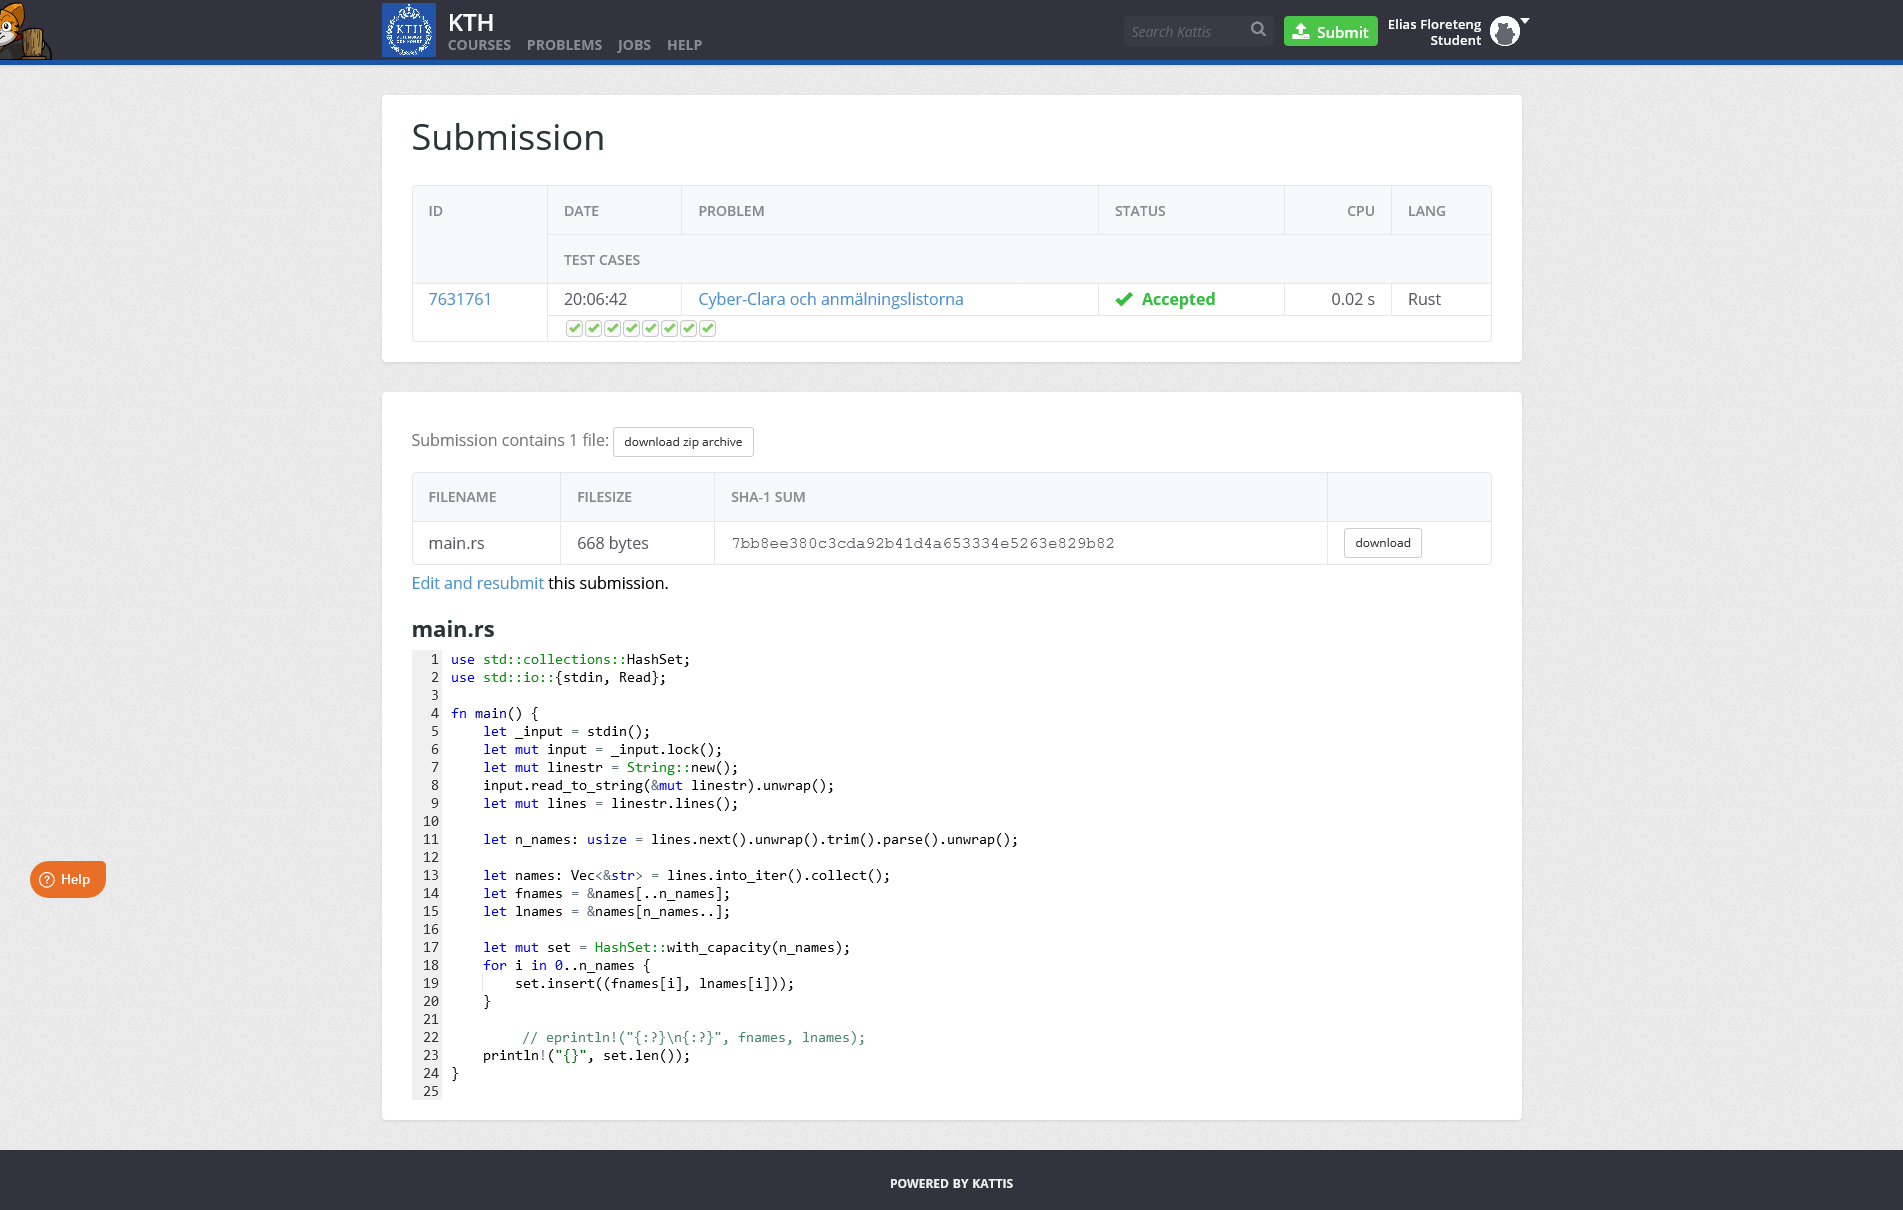 KTH
COURSES PROBLEMS JOBS HELP
Search Kattis
Submit
Elias Floreteng
Student
Submission
ID DATE PROBLEM STATUS CPU LANG
TEST CASES
7631761 20:06:42 Cyber-Clara och anmälningslistorna Accepted 0.02 s Rust
Submission contains 1 file: download zip archive
FILENAME FILESIZE SHA-1 SUM
main.rs 668 bytes 7bb8ee380c3cda92b41d4a653334e5263e829b82 download
Edit and resubmit this submission.
main.rs
1 use std::collections::HashSet;
2 use std::io::{stdin, Read};
3
4 fn main() {
5     let _input = stdin();
6     let mut input = _input.lock();
7     let mut linestr = String::new();
8     input.read_to_string(&mut linestr).unwrap();
9     let mut lines = linestr.lines();
10
11     let n_names: usize = lines.next().unwrap().trim().parse().unwrap();
12
13     let names: Vec<&str> = lines.into_iter().collect();
14     let fnames = &names[..n_names];
15     let lnames = &names[n_names..];
16
17     let mut set = HashSet::with_capacity(n_names);
18     for i in 0..n_names {
19         set.insert((fnames[i], lnames[i]));
20     }
21
22          // eprintln!("{:?}\n{:?}", fnames, lnames);
23     println!("{}", set.len());
24 }
25
Help
POWERED BY KATTIS